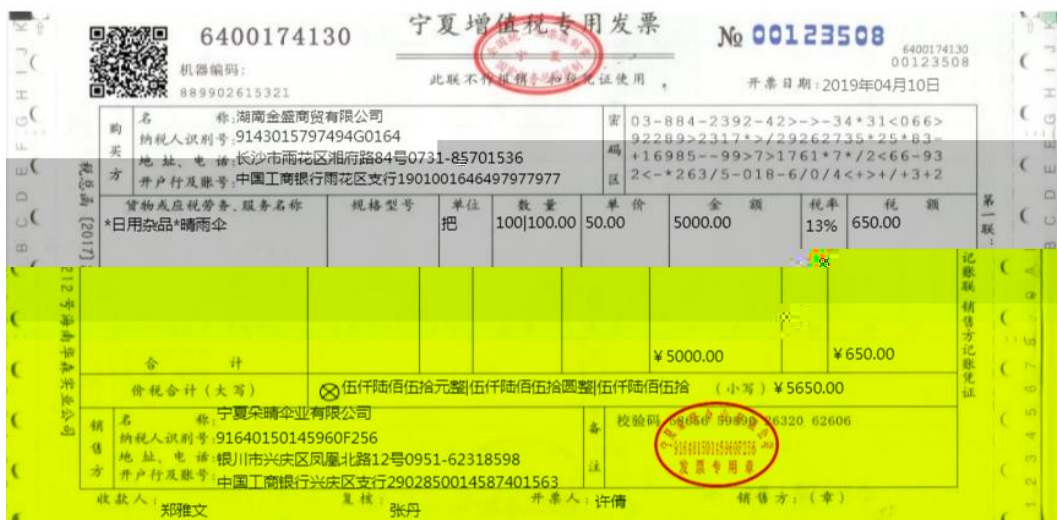 宁夏增值税专用发票
6400174130
№ 00123508
6400174130
00123508
机器编码:
889902615321
此联不作报销、扣税凭证使用
开票日期:2019年04月10日
购买方
名 称:湖南金盛商贸有限公司
纳税人识别号:9143015797494G0164
地 址、电 话:长沙市雨花区湘府路84号0731-85701536
开户行及账号:中国工商银行雨花区支行1901001646497977977
密码区
03-884-2392-42>->-34*31<066>
92289>2317*>/29262735*25*83-
+16985--99>7>1761*7*/2<66-93
2<-*263/5-018-6/0/4<+>+/+3+2
货物或应税劳务、服务名称 规格型号 单位 数 量 单 价 金 额 税率 税 额
*日用杂品*晴雨伞 把 100|100.00 50.00 5000.00 13% 650.00
合 计 ¥5000.00 ¥650.00
价税合计(大写) ⊗伍仟陆佰伍拾元整|伍仟陆佰伍拾圆整|伍仟陆佰伍拾 (小写)¥5650.00
销售方
名 称:宁夏朵晴伞业有限公司
纳税人识别号:91640150145960F256
地 址、电 话:银川市兴庆区凤凰北路12号0951-62318598
开户行及账号:中国工商银行兴庆区支行2902850014587401563
备注
校验码 58656 59890 26320 62606
91640150145960F256
发票专用章
收款人:郑雅文 复核:张丹 开票人:许倩 销售方:(章)
税总函〔2017〕
212号海南华森实业公司
第一联:
记账联 销售方记账凭证